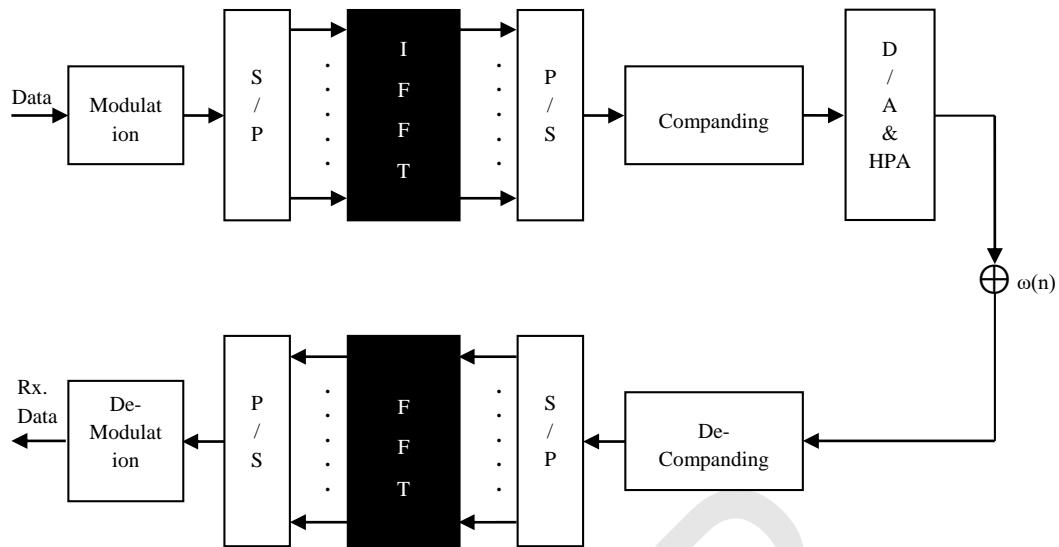 Data
Modulat
ion
S
/
P
I
F
F
T
P
/
S
Companding
D
/
A
&
HPA
ω(n)
Rx.
Data
De-
Modulat
ion
P
/
S
F
F
T
S
/
P
De-
Companding